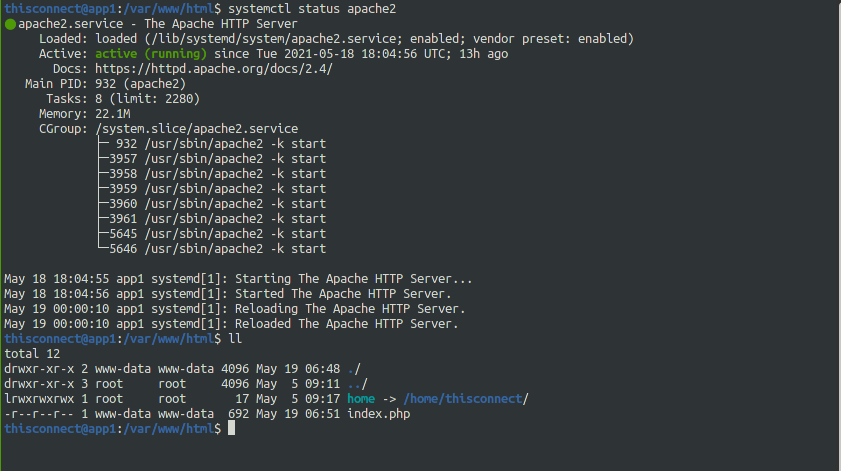 thisconnect@app1:/var/www/html$ systemctl status apache2
● apache2.service - The Apache HTTP Server
     Loaded: loaded (/lib/systemd/system/apache2.service; enabled; vendor preset: enabled)
     Active: active (running) since Tue 2021-05-18 18:04:56 UTC; 13h ago
       Docs: https://httpd.apache.org/docs/2.4/
   Main PID: 932 (apache2)
      Tasks: 8 (limit: 2280)
     Memory: 22.1M
     CGroup: /system.slice/apache2.service
             ├─ 932 /usr/sbin/apache2 -k start
             ├─3957 /usr/sbin/apache2 -k start
             ├─3958 /usr/sbin/apache2 -k start
             ├─3959 /usr/sbin/apache2 -k start
             ├─3960 /usr/sbin/apache2 -k start
             ├─3961 /usr/sbin/apache2 -k start
             ├─5645 /usr/sbin/apache2 -k start
             └─5646 /usr/sbin/apache2 -k start
May 18 18:04:55 app1 systemd[1]: Starting The Apache HTTP Server...
May 18 18:04:56 app1 systemd[1]: Started The Apache HTTP Server.
May 19 00:00:10 app1 systemd[1]: Reloading The Apache HTTP Server.
May 19 00:00:10 app1 systemd[1]: Reloaded The Apache HTTP Server.
thisconnect@app1:/var/www/html$ ll
total 12
drwxr-xr-x 2 www-data www-data 4096 May 19 06:48 ./
drwxr-xr-x 3 root     root     4096 May  5 09:11 ../
lrwxrwxrwx 1 root     root       17 May  5 09:17 home -> /home/thisconnect/
-r--r--r-- 1 www-data www-data  692 May 19 06:51 index.php
thisconnect@app1:/var/www/html$